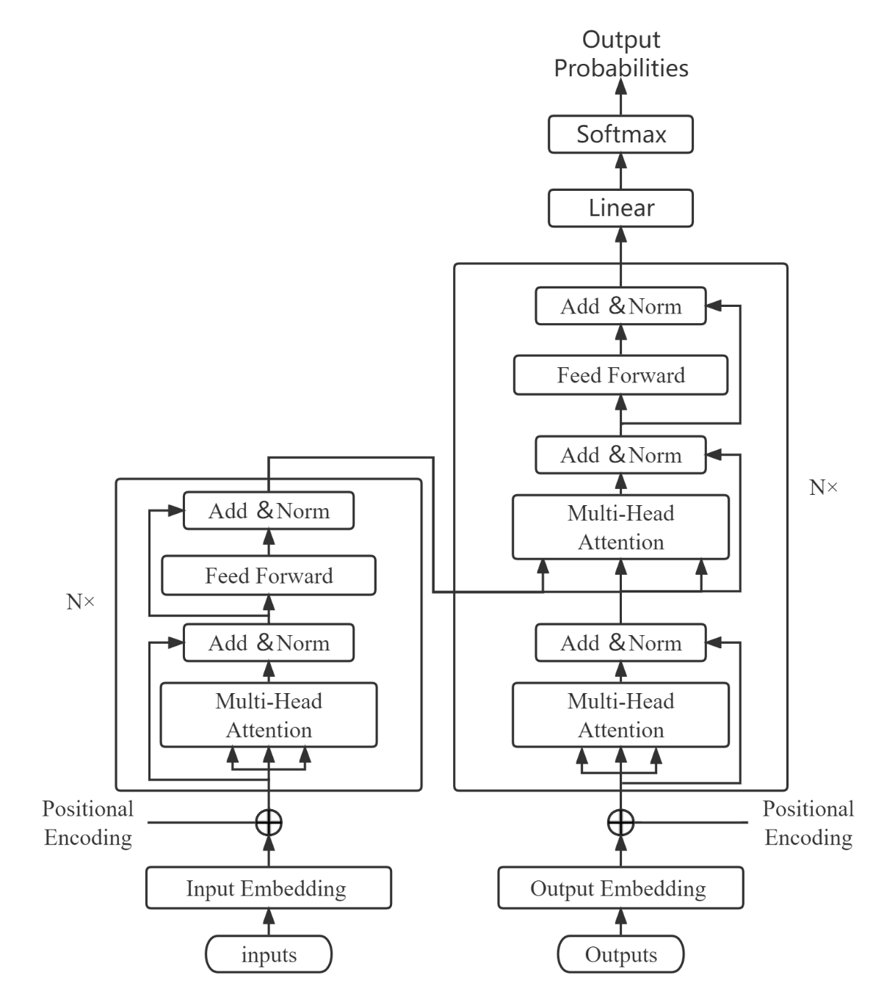 Output
Probabilities
Softmax
Linear
Add &Norm
Feed Forward
Add &Norm
Multi-Head
Attention
N×
Add &Norm
Multi-Head
Attention
Add &Norm
Feed Forward
N×
Add &Norm
Multi-Head
Attention
Positional
Encoding
Positional
Encoding
Input Embedding
Output Embedding
inputs
Outputs